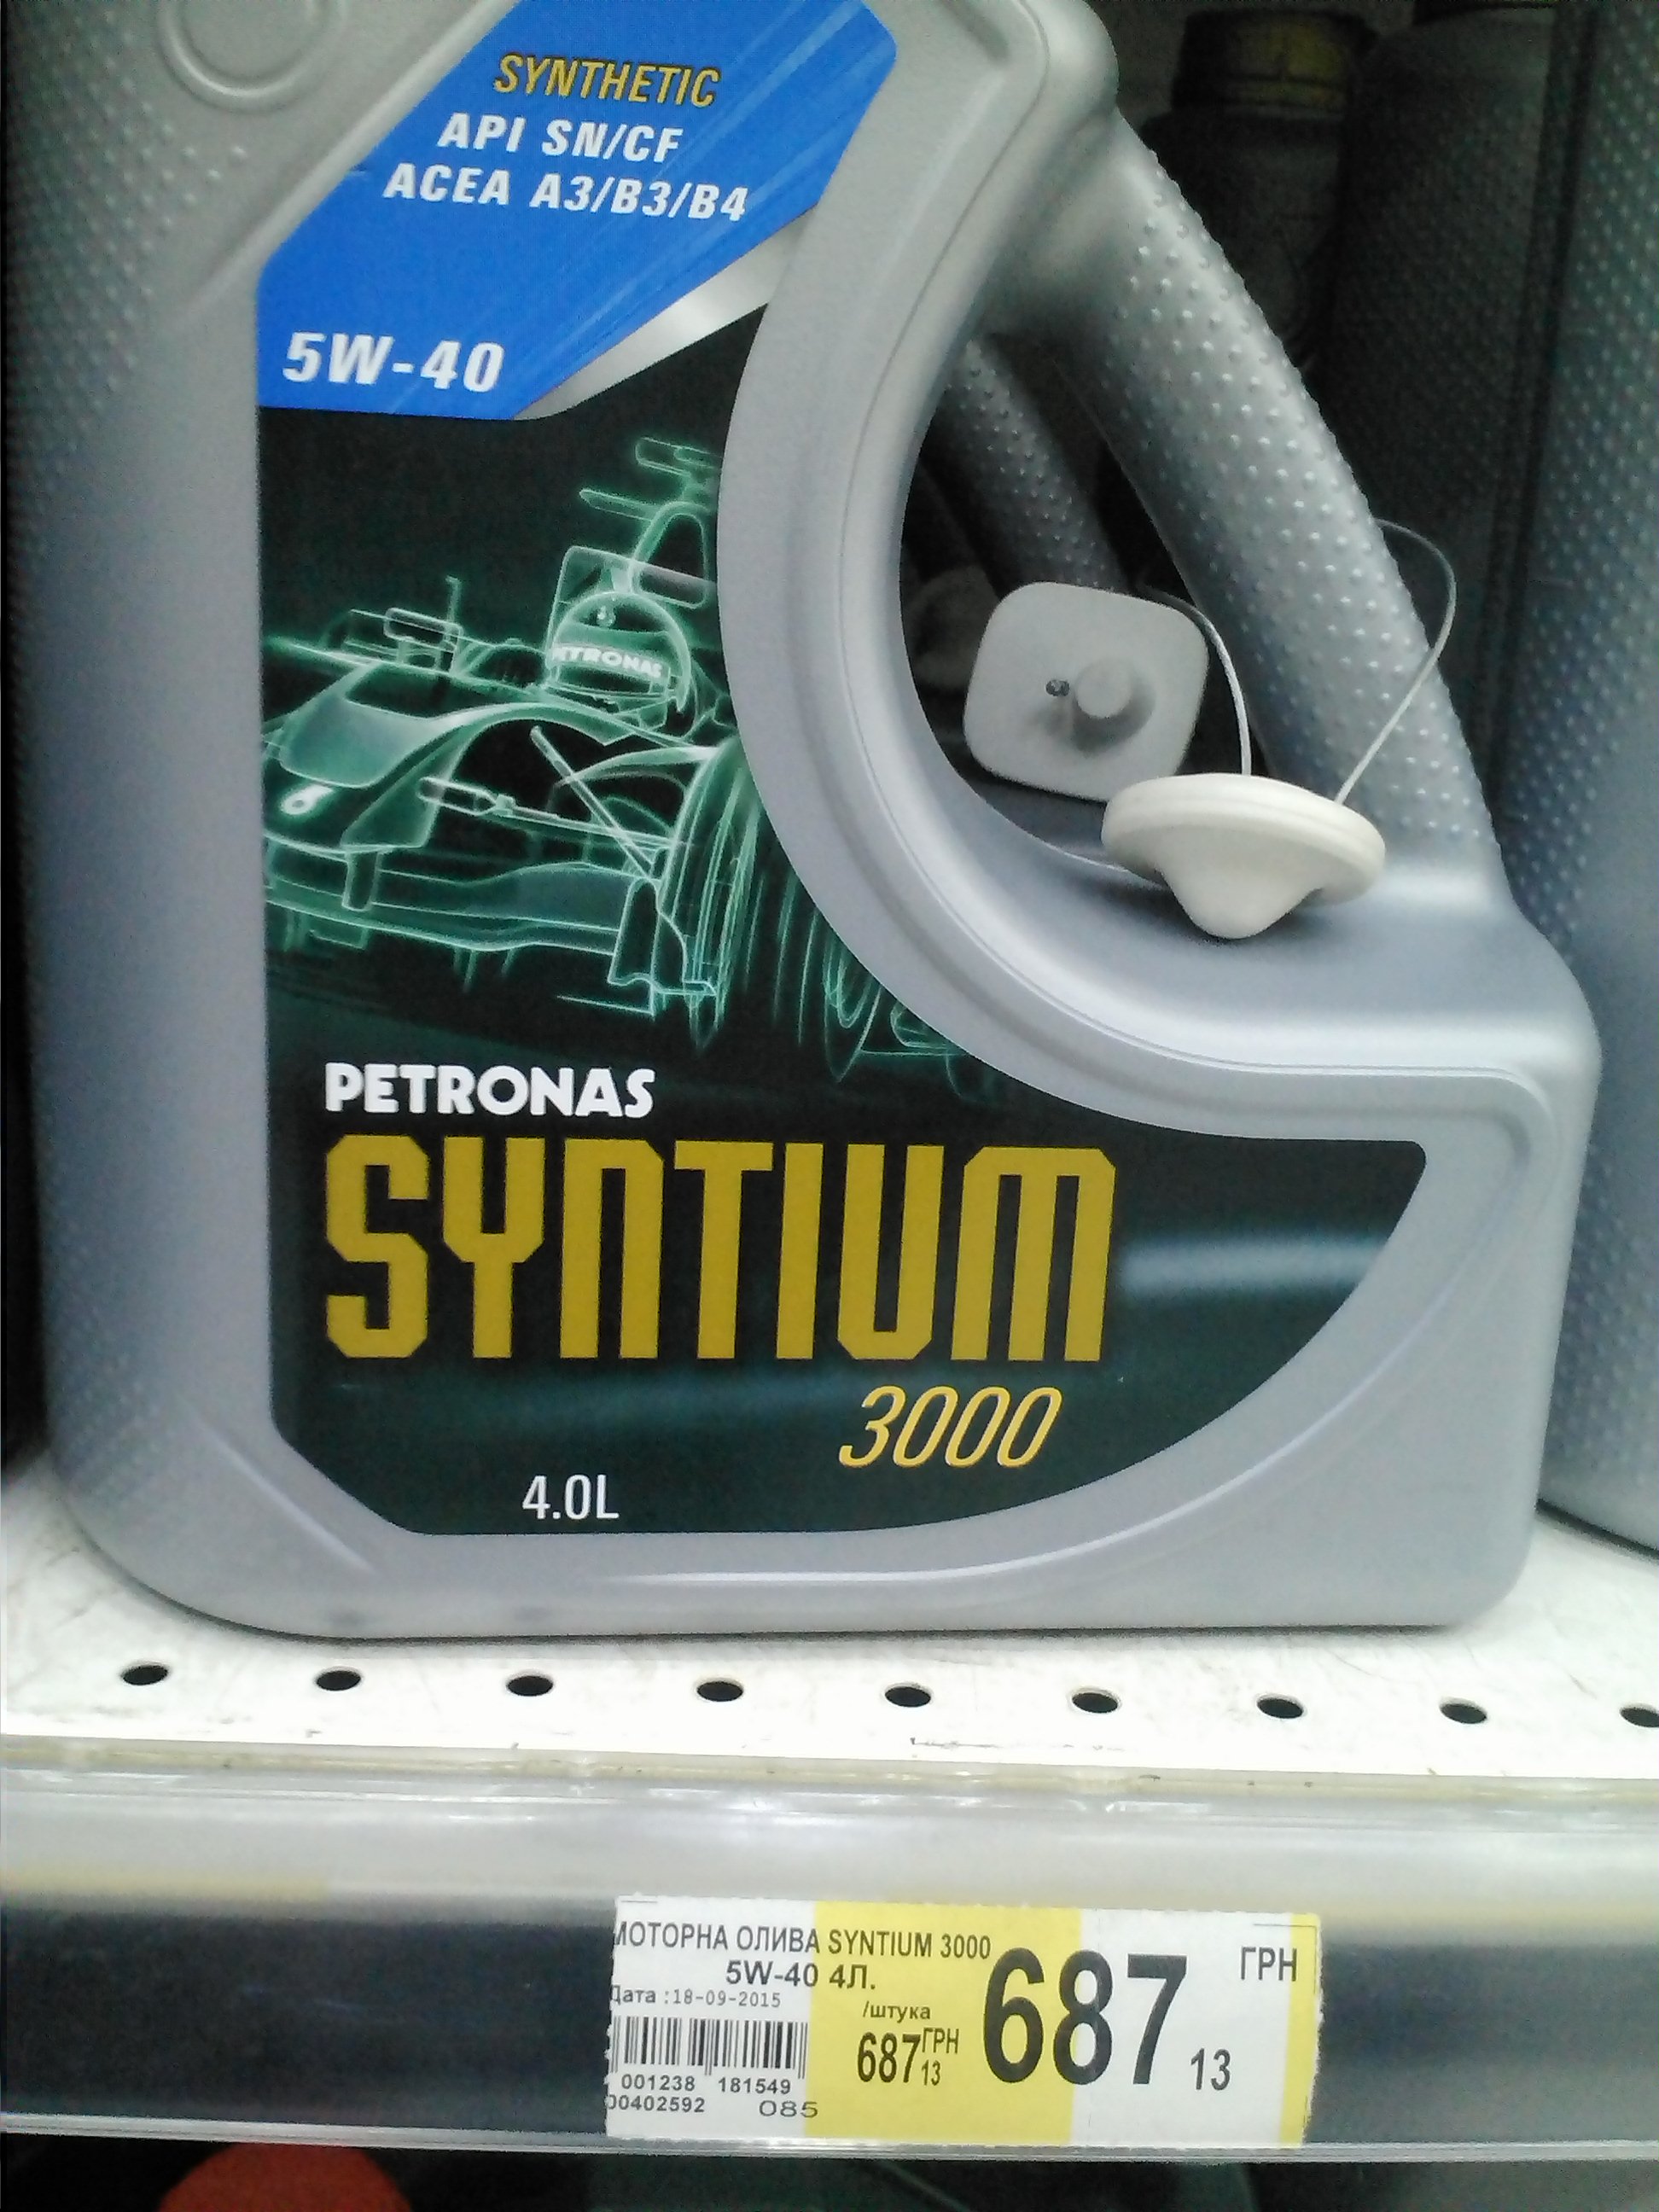 SYNTHETIC
API SN/CF
ACEA A3/B3/B4
5W-40
PETRONAS
6
PETRONAS
SYNTIUM
3000
4.0L
МОТОРНА ОЛИВА SYNTIUM 3000
5W-40 4Л.
Дата :18-09-2015
/штука
687 ГРН 13
687 13 ГРН
001238 181549
00402592 085